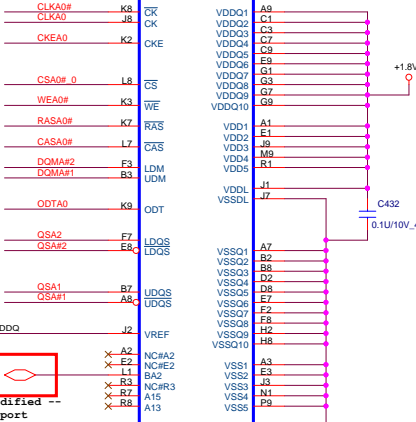 CLKA0# K8 CK VDDQ1 A9
CLKA0 J8 CK VDDQ2 C1
VDDQ3 C3
CKEA0 K2 CKE VDDQ4 C7
VDDQ5 C9
VDDQ6 E9
VDDQ7 G1
CSA0#_0 L8 CS VDDQ8 G3
VDDQ9 G7 +1.8V
WEA0# K3 WE VDDQ10 G9
RASA0# K7 RAS VDD1 A1
VDD2 E1
CASA0# L7 CAS VDD3 J9
VDD4 M9
DQMA#2 F3 LDM VDD5 R1
DQMA#1 B3 UDM
VDDL J1
ODTA0 K9 ODT VSSDL J7 C432
0.1U/10V_4
QSA2 F7 LDQS VSSQ1 A7
QSA#2 E8 LDQS VSSQ2 B2
VSSQ3 B8
VSSQ4 D2
QSA1 B7 UDQS VSSQ5 D8
QSA#1 A8 UDQS VSSQ6 E7
VSSQ7 F2
VSSQ8 F8
DDQ J2 VREF VSSQ9 H2
VSSQ10 H8
A2 NC#A2
E2 NC#E2 VSS1 A3
L1 BA2 VSS2 E3
R3 NC#R3 VSS3 J3
R7 A15 VSS4 N1
R8 A13 VSS5 P9
dified --
port